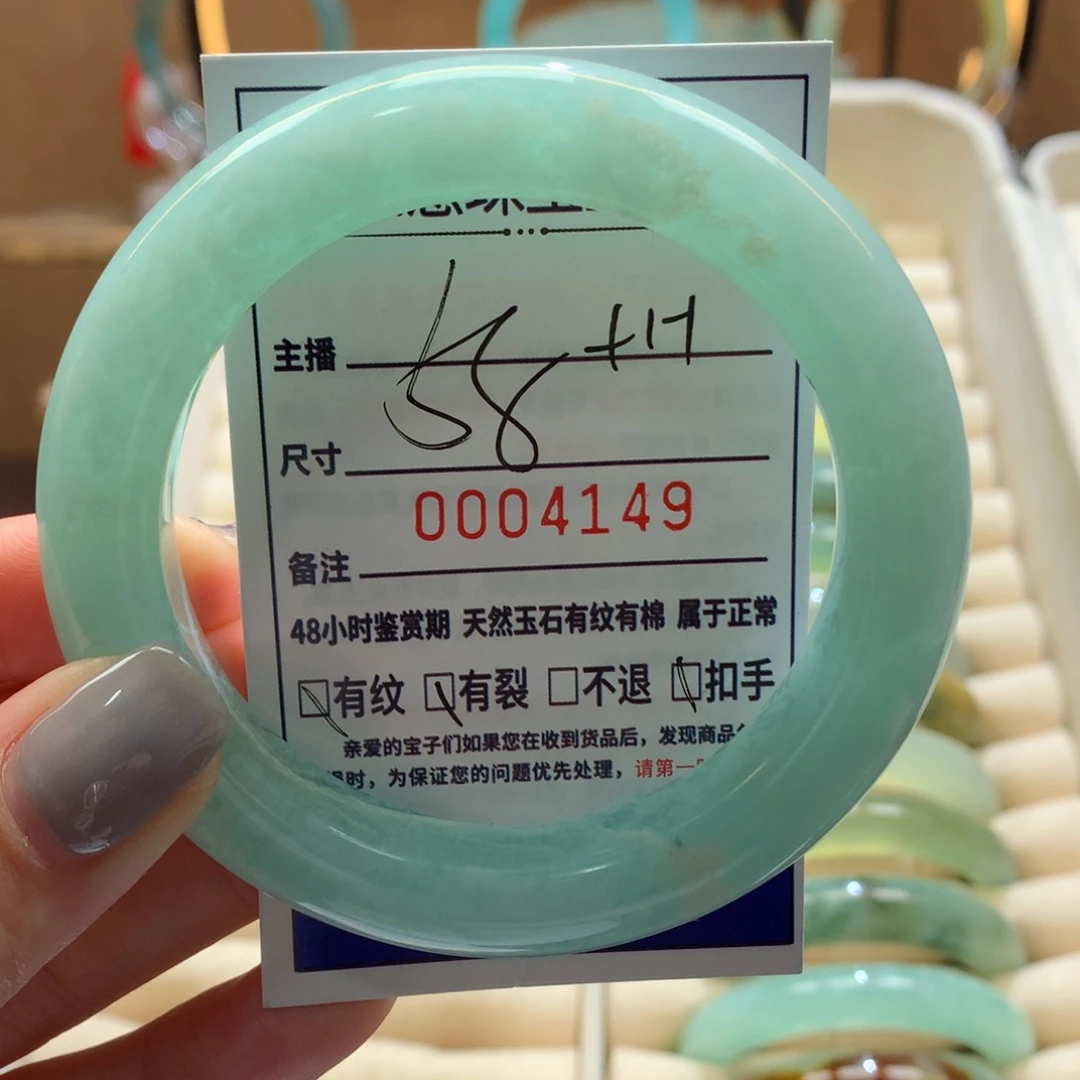 主播
58 +1H
尺寸
0004149
备注
48小时鉴赏期 天然玉石有纹有棉 属于正常
有纹 有裂 不退 扣手
亲爱的宝子们如果您在收到货品后，发现商品
时，为保证您的问题优先处理，请第一